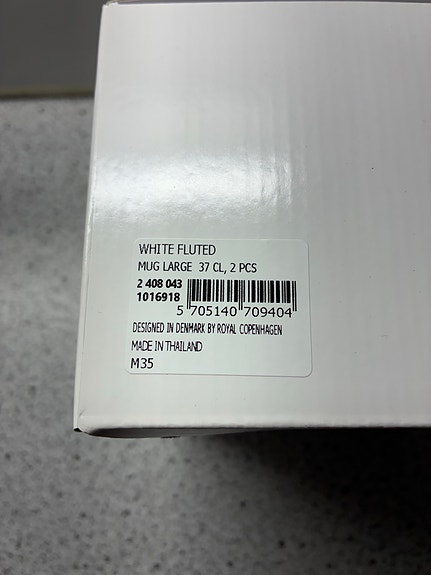 WHITE FLUTED
MUG LARGE 37 CL, 2 PCS
2 408 043
1016918
5 705140 709404
DESIGNED IN DENMARK BY ROYAL COPENHAGEN
MADE IN THAILAND
M35